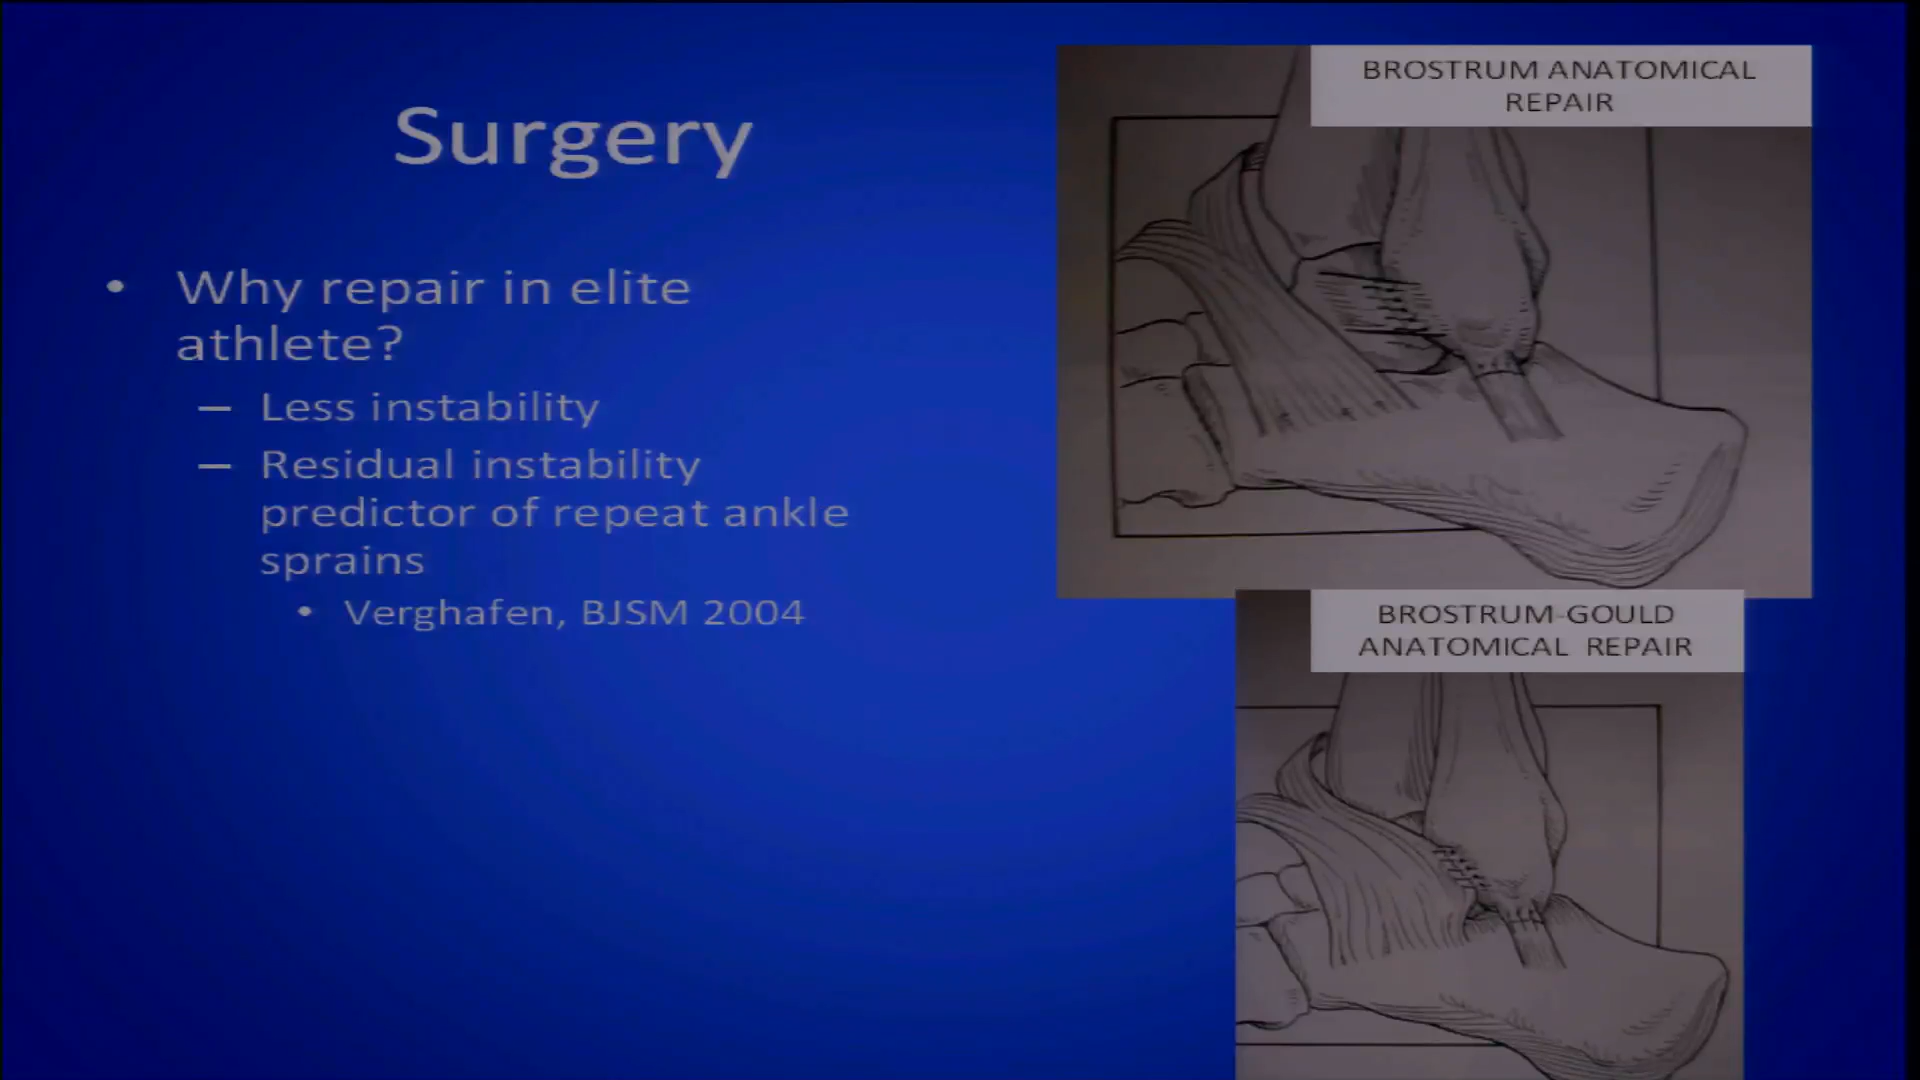 Surgery
• Why repair in elite
athlete?
– Less instability
– Residual instability
predictor of repeat ankle
sprains
• Verghafen, BJSM 2004
BROSTRUM ANATOMICAL
REPAIR
BROSTRUM-GOULD
ANATOMICAL REPAIR